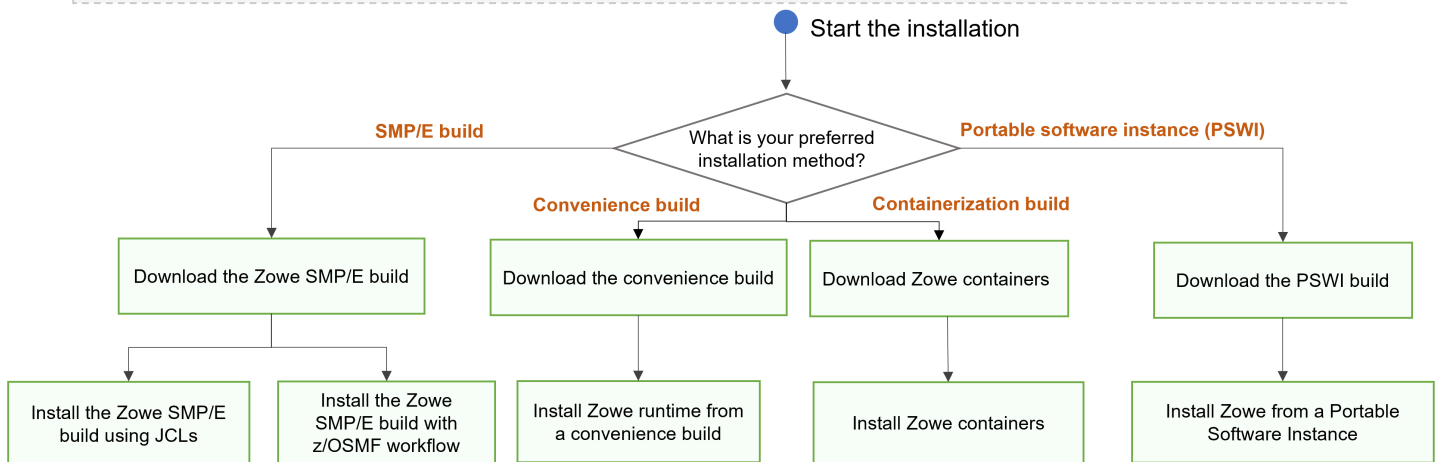 Start the installation
SMP/E build
What is your preferred
installation method?
Portable software instance (PSWI)
Convenience build
Containerization build
Download the Zowe SMP/E build
Download the convenience build
Download Zowe containers
Download the PSWI build
Install the Zowe SMP/E
build using JCLs
Install the Zowe
SMP/E build with
z/OSMF workflow
Install Zowe runtime from
a convenience build
Install Zowe containers
Install Zowe from a Portable
Software Instance